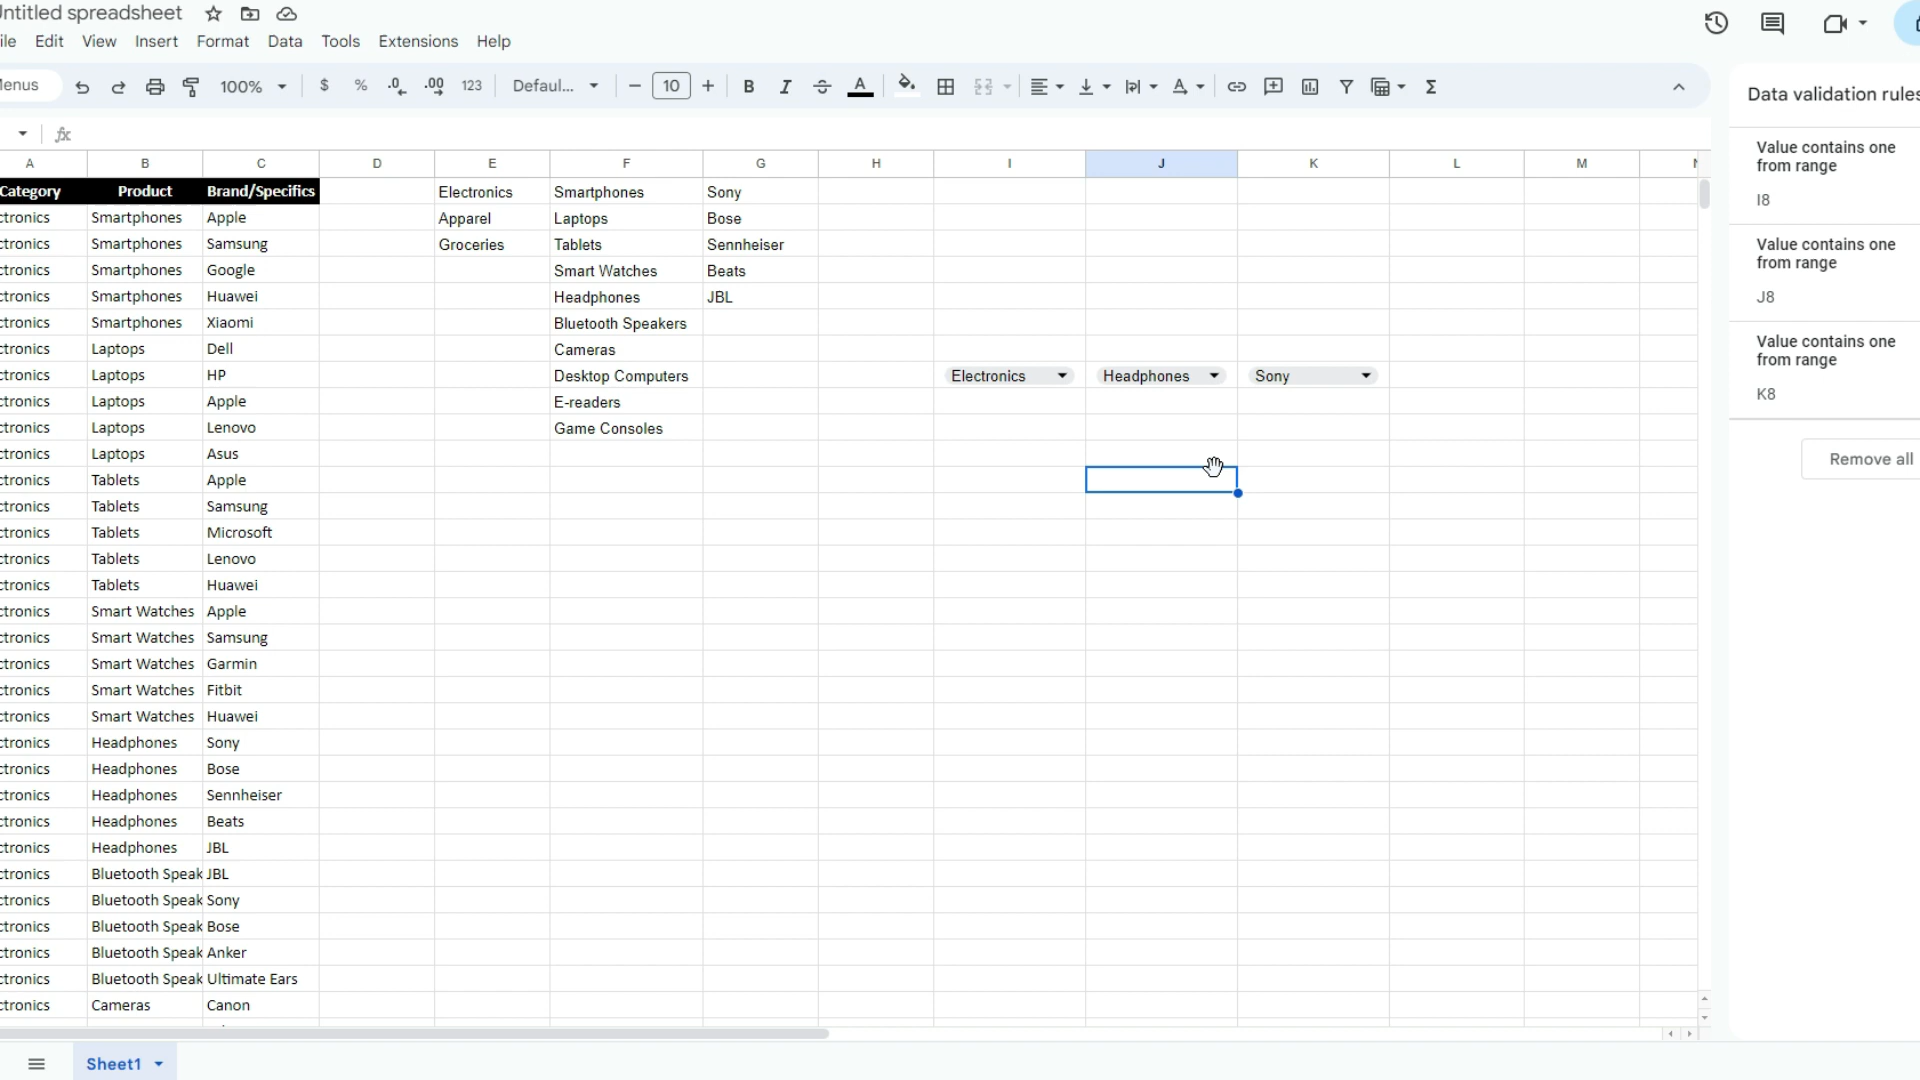 ntitled spreadsheet
ile Edit View Insert Format Data Tools Extensions Help
enus 100% $ % .0 .00 123 Defaul... − 10 + B I A Σ
fx
Data validation rules
A B C D E F G H I J K L M N
Category Product Brand/Specifics Electronics Smartphones Sony
ctronics Smartphones Apple Apparel Laptops Bose
ctronics Smartphones Samsung Groceries Tablets Sennheiser
ctronics Smartphones Google Smart Watches Beats
ctronics Smartphones Huawei Headphones JBL
ctronics Smartphones Xiaomi Bluetooth Speakers
ctronics Laptops Dell Cameras
ctronics Laptops HP Desktop Computers Electronics Headphones Sony
ctronics Laptops Apple E-readers
ctronics Laptops Lenovo Game Consoles
ctronics Laptops Asus
ctronics Tablets Apple
ctronics Tablets Samsung
ctronics Tablets Microsoft
ctronics Tablets Lenovo
ctronics Tablets Huawei
ctronics Smart Watches Apple
ctronics Smart Watches Samsung
ctronics Smart Watches Garmin
ctronics Smart Watches Fitbit
ctronics Smart Watches Huawei
ctronics Headphones Sony
ctronics Headphones Bose
ctronics Headphones Sennheiser
ctronics Headphones Beats
ctronics Headphones JBL
ctronics Bluetooth Speak JBL
ctronics Bluetooth Speak Sony
ctronics Bluetooth Speak Bose
ctronics Bluetooth Speak Anker
ctronics Bluetooth Speak Ultimate Ears
ctronics Cameras Canon
Value contains one
from range
I8
Value contains one
from range
J8
Value contains one
from range
K8
Remove all
Sheet1